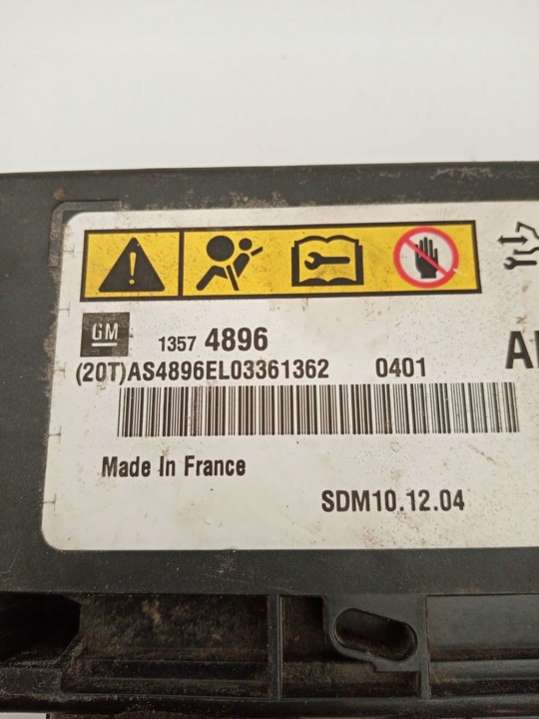 GM 1357 4896
(20T)AS4896EL03361362 0401
Made In France
SDM10.12.04